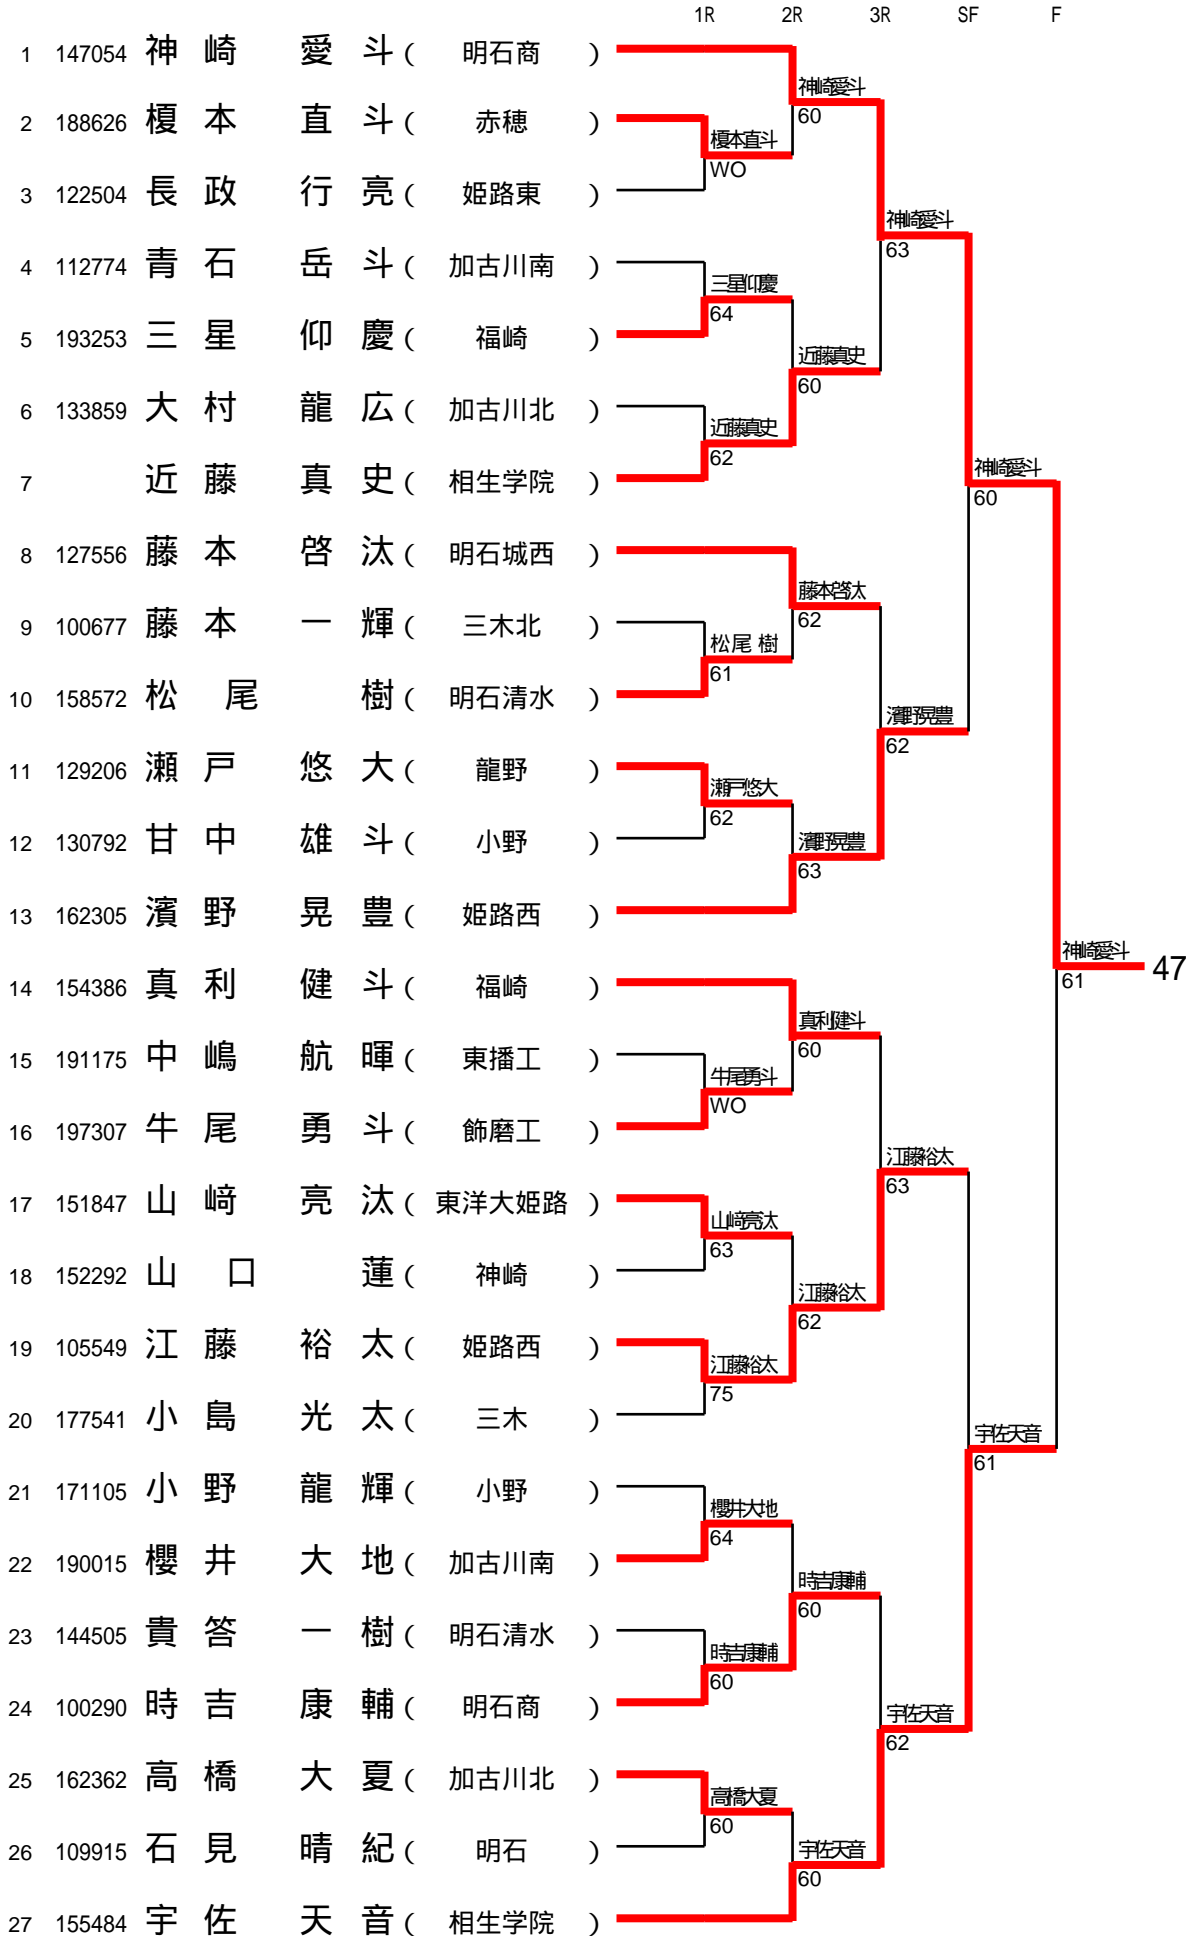 1R 2R 3R SF F
1 147054 神崎 愛斗 ( 明石商 )
神崎愛斗
60
2 188626 榎本 直斗 ( 赤穂 )
榎本直斗
WO
3 122504 長政 行亮 ( 姫路東 )
神崎愛斗
63
4 112774 青石 岳斗 ( 加古川南 )
三星仰慶
64
5 193253 三星 仰慶 ( 福崎 )
近藤真史
60
6 133859 大村 龍広 ( 加古川北 )
近藤真史
62
7 近藤 真史 ( 相生学院 )
神崎愛斗
60
8 127556 藤本 啓汰 ( 明石城西 )
藤本啓汰
62
9 100677 藤本 一輝 ( 三木北 )
松尾 樹
61
10 158572 松尾 樹 ( 明石清水 )
濱野晃豊
62
11 129206 瀬戸 悠大 ( 龍野 )
瀬戸悠大
62
12 130792 甘中 雄斗 ( 小野 )
濱野晃豊
63
13 162305 濱野 晃豊 ( 姫路西 )
神崎愛斗
61
47
14 154386 真利 健斗 ( 福崎 )
真利健斗
60
15 191175 中嶋 航暉 ( 東播工 )
牛尾勇斗
WO
16 197307 牛尾 勇斗 ( 飾磨工 )
江藤裕太
63
17 151847 山﨑 亮汰 ( 東洋大姫路 )
山﨑亮汰
63
18 152292 山口 蓮 ( 神崎 )
江藤裕太
62
19 105549 江藤 裕太 ( 姫路西 )
江藤裕太
75
20 177541 小島 光太 ( 三木 )
宇佐天音
61
21 171105 小野 龍輝 ( 小野 )
櫻井大地
64
22 190015 櫻井 大地 ( 加古川南 )
時吉康輔
60
23 144505 貴答 一樹 ( 明石清水 )
時吉康輔
60
24 100290 時吉 康輔 ( 明石商 )
宇佐天音
62
25 162362 高橋 大夏 ( 加古川北 )
高橋大夏
60
26 109915 石見 晴紀 ( 明石 )
宇佐天音
60
27 155484 宇佐 天音 ( 相生学院 )